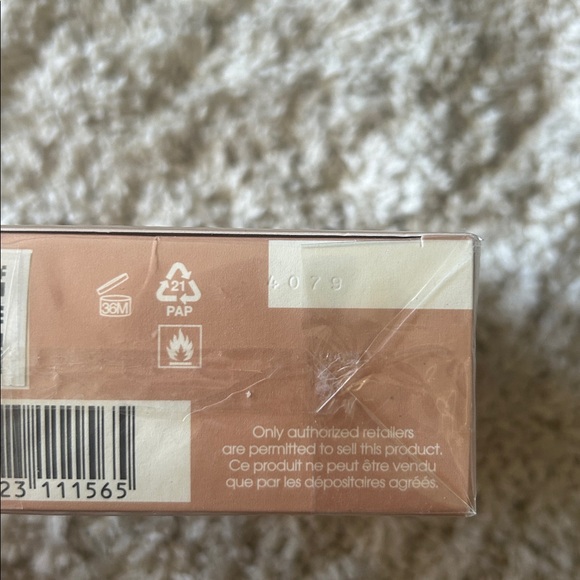 4079
21
36M
PAP
23 111565
Only authorized retailers
are permitted to sell this product.
Ce produit ne peut être vendu
que par les dépositaires agréés.